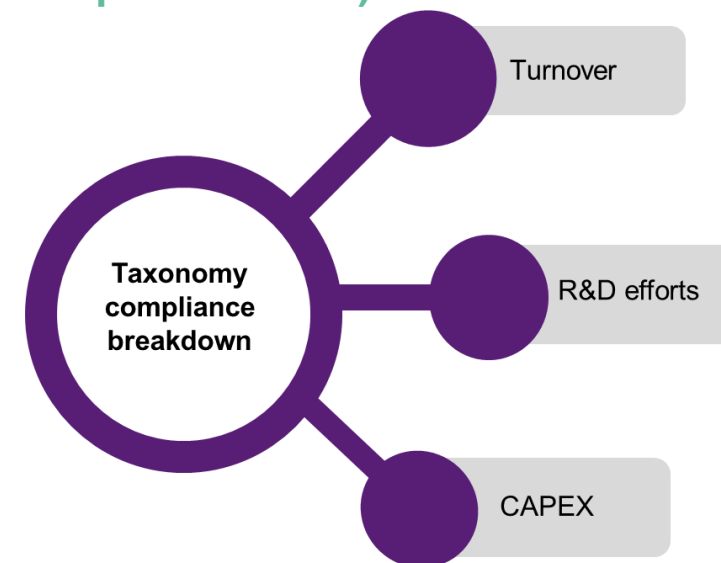 Turnover
Taxonomy
compliance
breakdown
R&D efforts
CAPEX